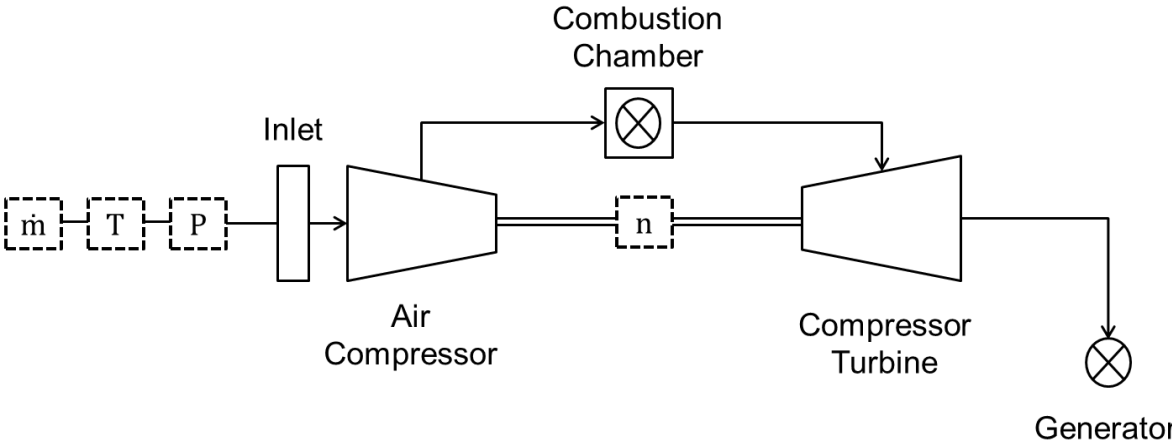 Combustion
Chamber
Inlet
ṁ
T
P
n
Air
Compressor
Compressor
Turbine
Generator